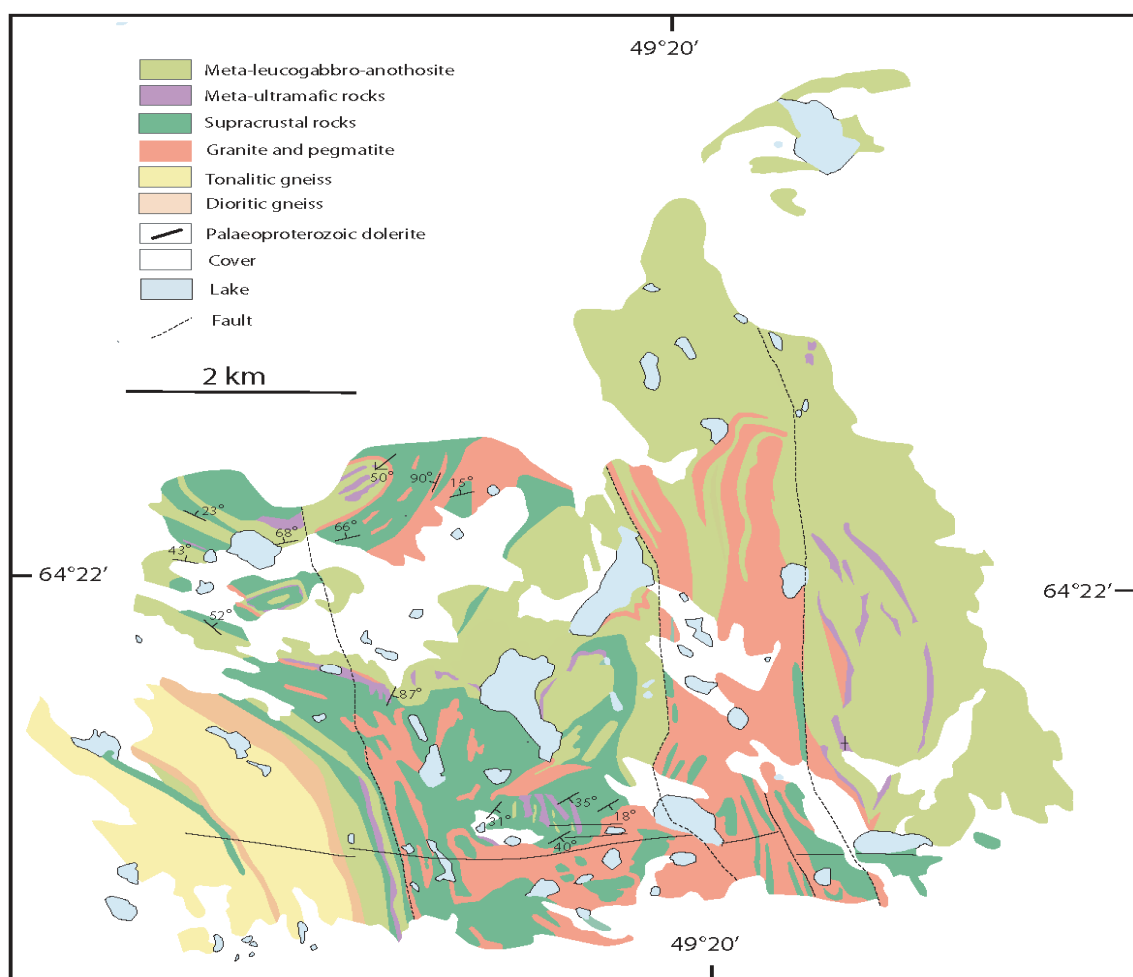 49°20′
Meta-leucogabbro-anothosite
Meta-ultramafic rocks
Supracrustal rocks
Granite and pegmatite
Tonalitic gneiss
Dioritic gneiss
Palaeoproterozoic dolerite
Cover
Lake
Fault
2 km
50°
90°
15°
23°
68°
66°
43°
64°22′
64°22′
52°
87°
35°
31°
18°
40°
49°20′